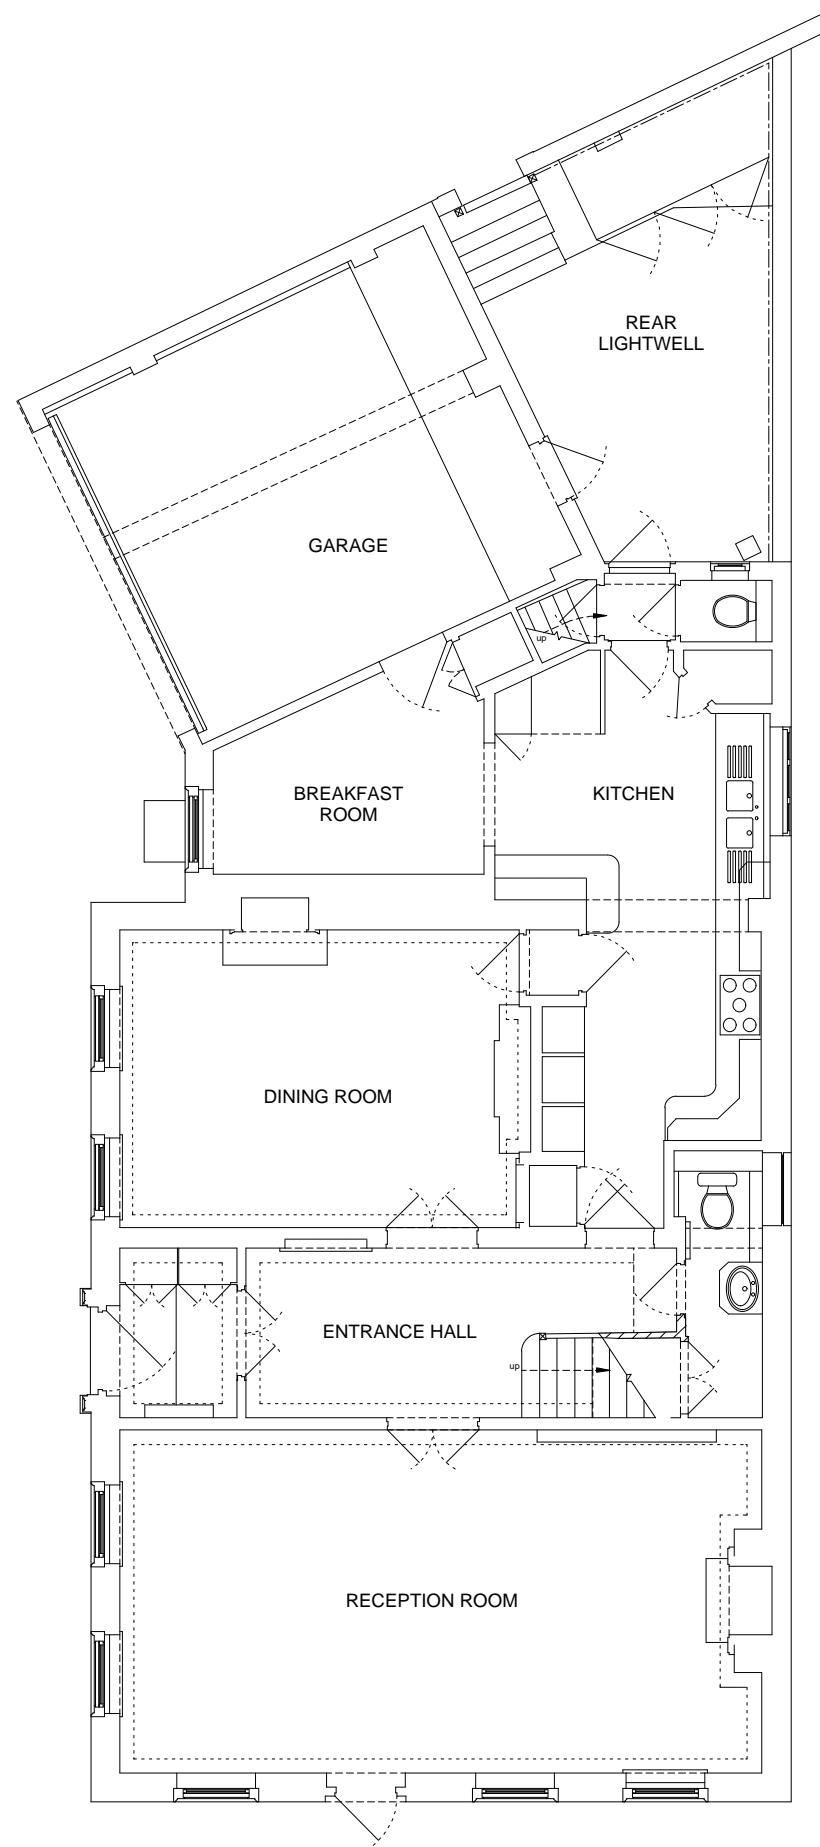 REAR
LIGHTWELL
GARAGE
up
BREAKFAST
ROOM
KITCHEN
DINING ROOM
ENTRANCE HALL
up
RECEPTION ROOM